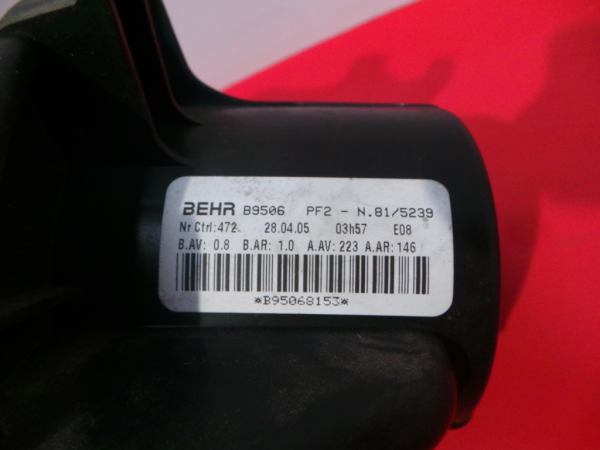 BEHR B9506 PF2 - N.81/5239
Nr Ctrl:472 28.04.05 03h57 E08
B.AV: 0.8 B.AR: 1.0 A.AV: 223 A.AR: 146
*B95068153*